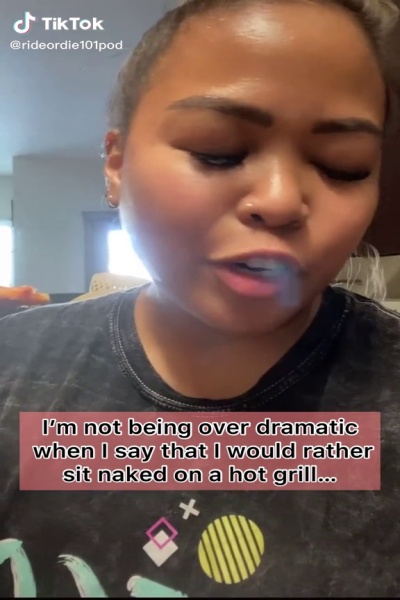 TikTok
@rideordie101pod
I'm not being over dramatic
when I say that I would rather
sit naked on a hot grill...